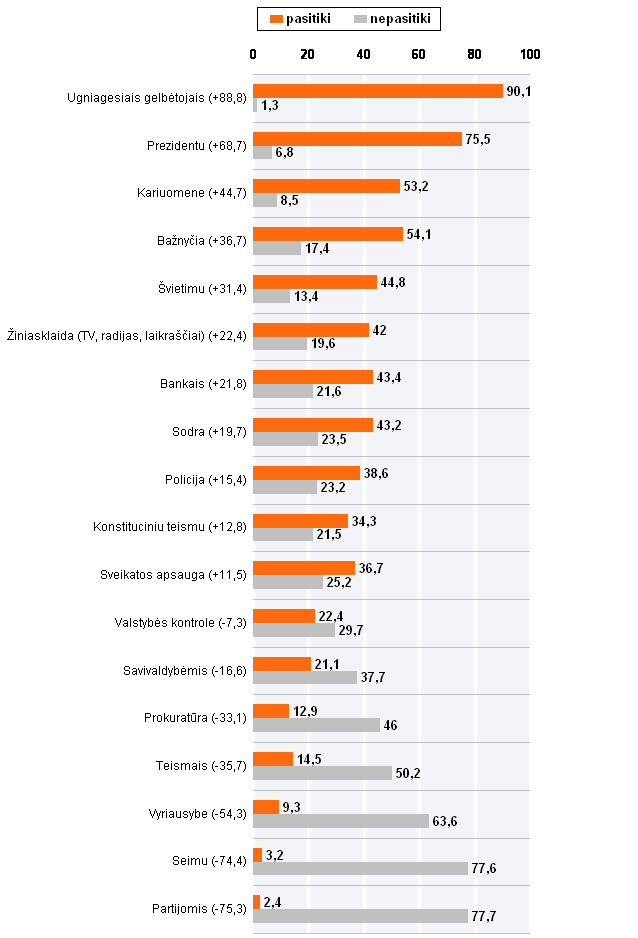 pasitiki nepasitiki
0 20 40 60 80 100
Ugniagesiais gelbėtojais (+88,8) 90,1
1,3
Prezidentu (+68,7) 75,5
6,8
Kariuomene (+44,7) 53,2
8,5
Bažnyčia (+36,7) 54,1
17,4
Švietimu (+31,4) 44,8
13,4
Žiniasklaida (TV, radijas, laikraščiai) (+22,4) 42
19,6
Bankais (+21,8) 43,4
21,6
Sodra (+19,7) 43,2
23,5
Policija (+15,4) 38,6
23,2
Konstituciniu teismu (+12,8) 34,3
21,5
Sveikatos apsauga (+11,5) 36,7
25,2
Valstybės kontrole (-7,3) 22,4
29,7
Savivaldybėmis (-16,6) 21,1
37,7
Prokuratūra (-33,1) 12,9
46
Teismais (-35,7) 14,5
50,2
Vyriausybe (-54,3) 9,3
63,6
Seimu (-74,4) 3,2
77,6
Partijomis (-75,3) 2,4
77,7